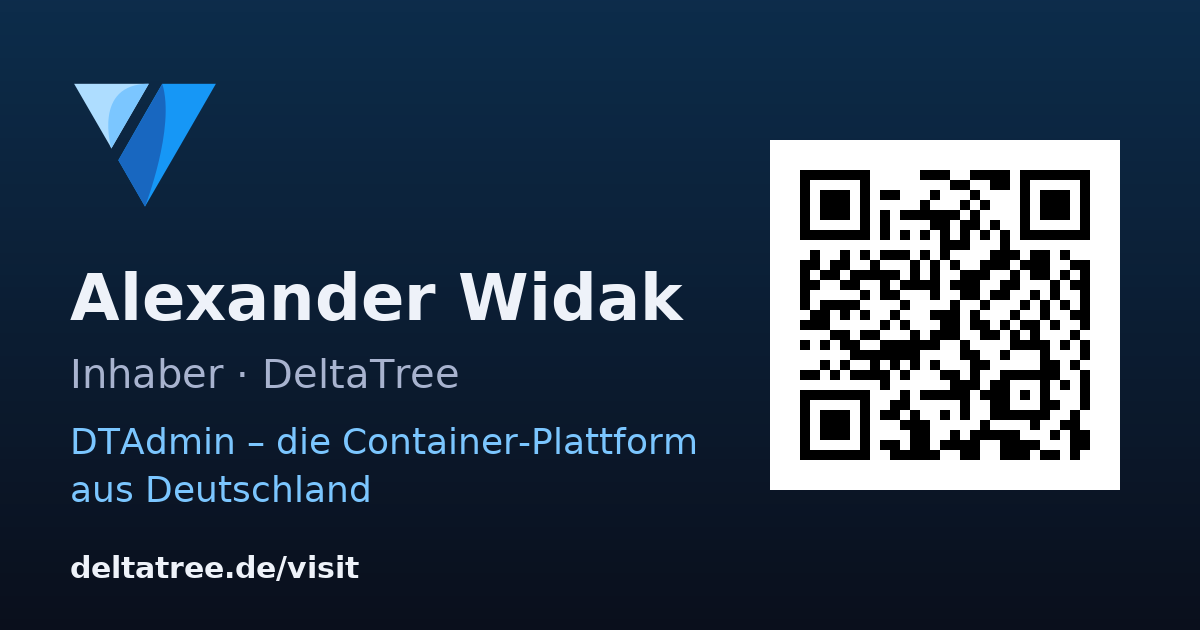 Alexander Widak
Inhaber · DeltaTree
DTAdmin – die Container-Plattform
aus Deutschland
deltatree.de/visit